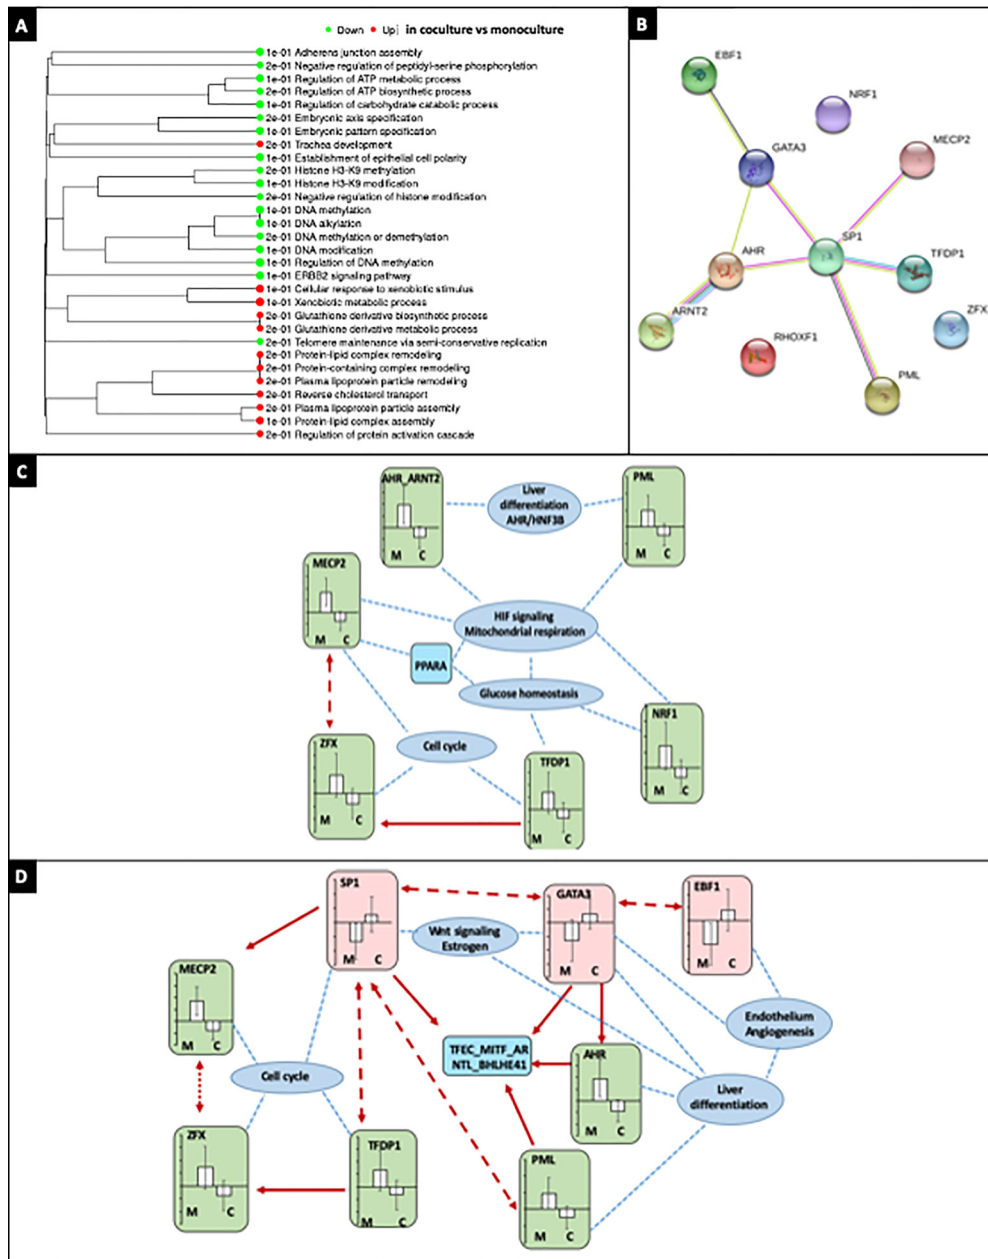 A
Down Up in coculture vs monoculture
1e-01 Adherens junction assembly
2e-01 Negative regulation of peptidyl-serine phosphorylation
1e-01 Regulation of ATP metabolic process
2e-01 Regulation of ATP biosynthetic process
1e-01 Regulation of carbohydrate catabolic process
2e-01 Embryonic axis specification
1e-01 Embryonic pattern specification
2e-01 Trachea development
1e-01 Establishment of epithelial cell polarity
2e-01 Histone H3-K9 methylation
1e-01 Histone H3-K9 modification
2e-01 Negative regulation of histone modification
1e-01 DNA methylation
1e-01 DNA alkylation
2e-01 DNA methylation or demethylation
1e-01 DNA modification
1e-01 Regulation of DNA methylation
1e-01 ERBB2 signaling pathway
1e-01 Cellular response to xenobiotic stimulus
1e-01 Xenobiotic metabolic process
2e-01 Glutathione derivative biosynthetic process
2e-01 Glutathione derivative metabolic process
2e-01 Telomere maintenance via semi-conservative replication
2e-01 Protein-lipid complex remodeling
2e-01 Protein-containing complex remodeling
2e-01 Plasma lipoprotein particle remodeling
2e-01 Reverse cholesterol transport
2e-01 Plasma lipoprotein particle assembly
1e-01 Protein-lipid complex assembly
2e-01 Regulation of protein activation cascade
B
EBF1
NRF1
GATA3
MECP2
SP1
AHR
TFDP1
ARNT2
ZFX
RHOXF1
PML
C
AHR_ARNT2
M C
Liver
differentiation
AHR/HNF3B
PML
M C
MECP2
M C
HIF signaling
Mitochondrial respiration
PPARA
Glucose homeostasis
NRF1
M C
ZFX
M C
Cell cycle
TFDP1
M C
D
SP1
M C
GATA3
M C
EBF1
M C
Wnt signaling
Estrogen
MECP2
M C
Endothelium
Angiogenesis
TFEC_MITF_AR
NTL_BHLHE41
AHR
M C
Cell cycle
Liver
differentiation
ZFX
M C
TFDP1
M C
PML
M C